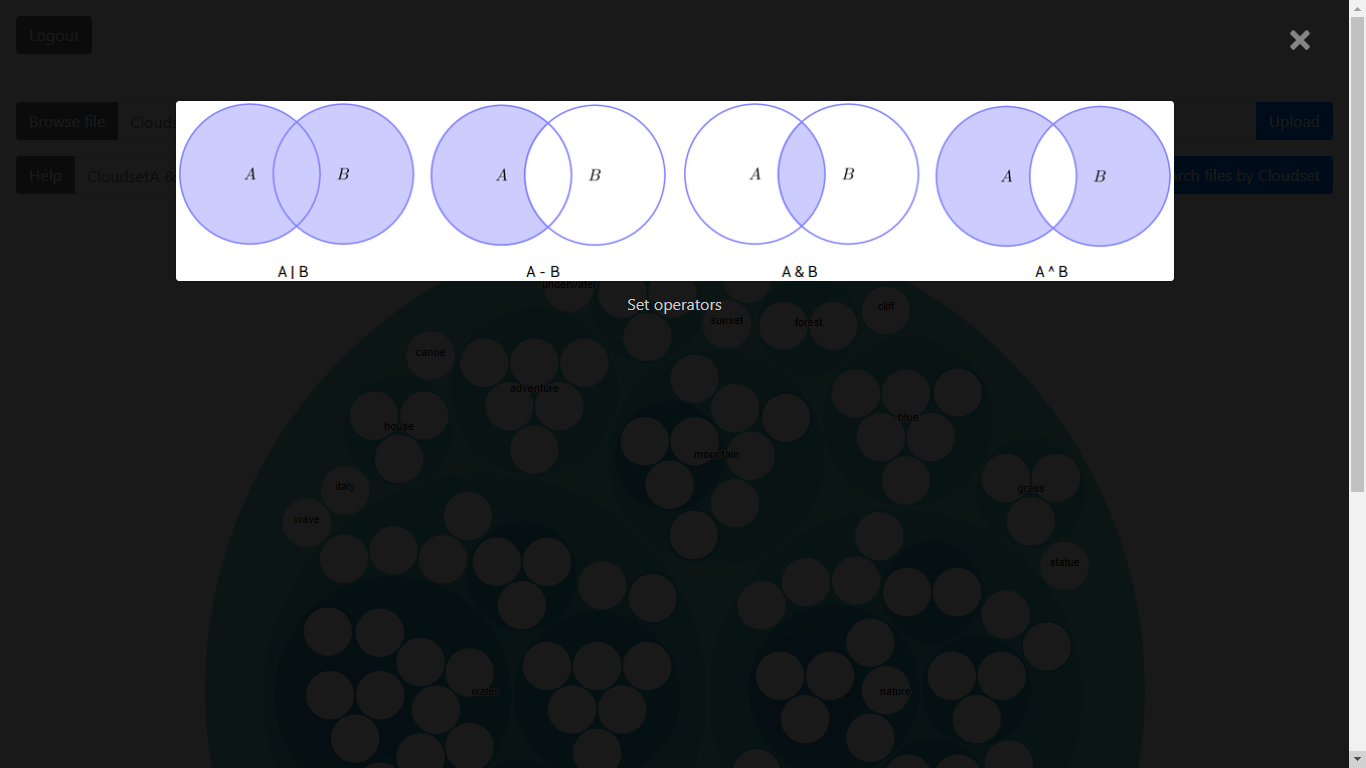 Logout
Browse file
Clouds
Upload
Help
CloudsetA &
rch files by Cloudset
A B
A B
A B
A B
A | B
A - B
A & B
A ^ B
Set operators
underwater
sunset
forest
cliff
canoe
adventure
blue
house
mountain
italy
grass
wave
statue
water
nature